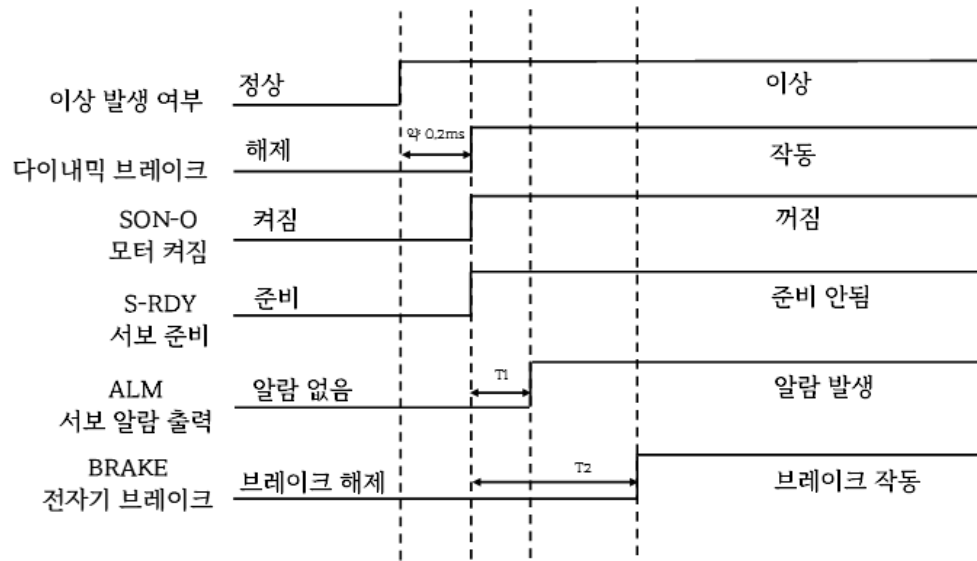 정상
이상
이상 발생 여부
약 0.2ms
해제
작동
다이내믹 브레이크
SON-O
켜짐
꺼짐
모터 켜짐
S-RDY
준비
준비 안됨
서보 준비
T1
ALM
알람 없음
알람 발생
서보 알람 출력
BRAKE
T2
브레이크 해제
브레이크 작동
전자기 브레이크